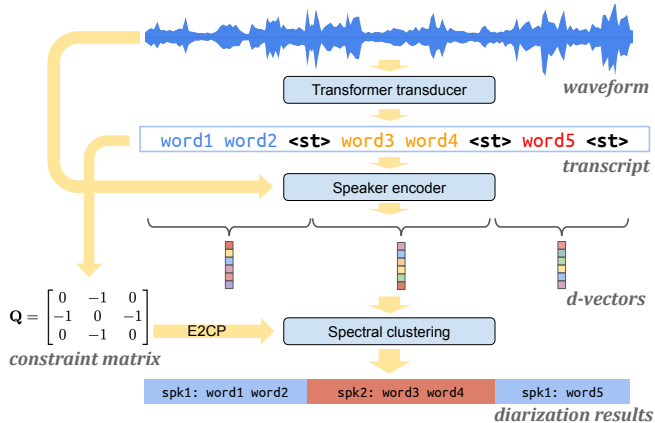 waveform
Transformer transducer
word1 word2 <st> word3 word4 <st> word5 <st>
transcript
Speaker encoder
d-vectors
Q = [0 -1 0
-1 0 -1
0 -1 0]
constraint matrix
E2CP
Spectral clustering
spk1: word1 word2 spk2: word3 word4 spk1: word5
diarization results